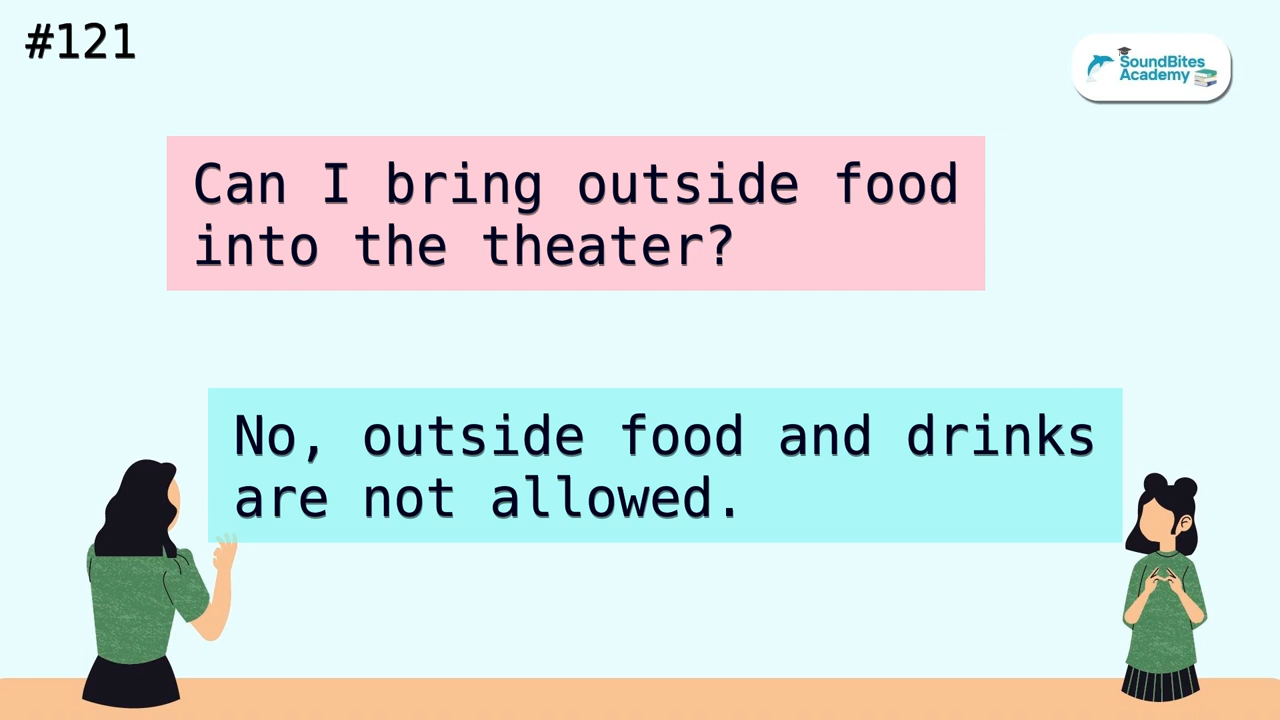 #121
SoundBites
Academy
Can I bring outside food
into the theater?
No, outside food and drinks
are not allowed.